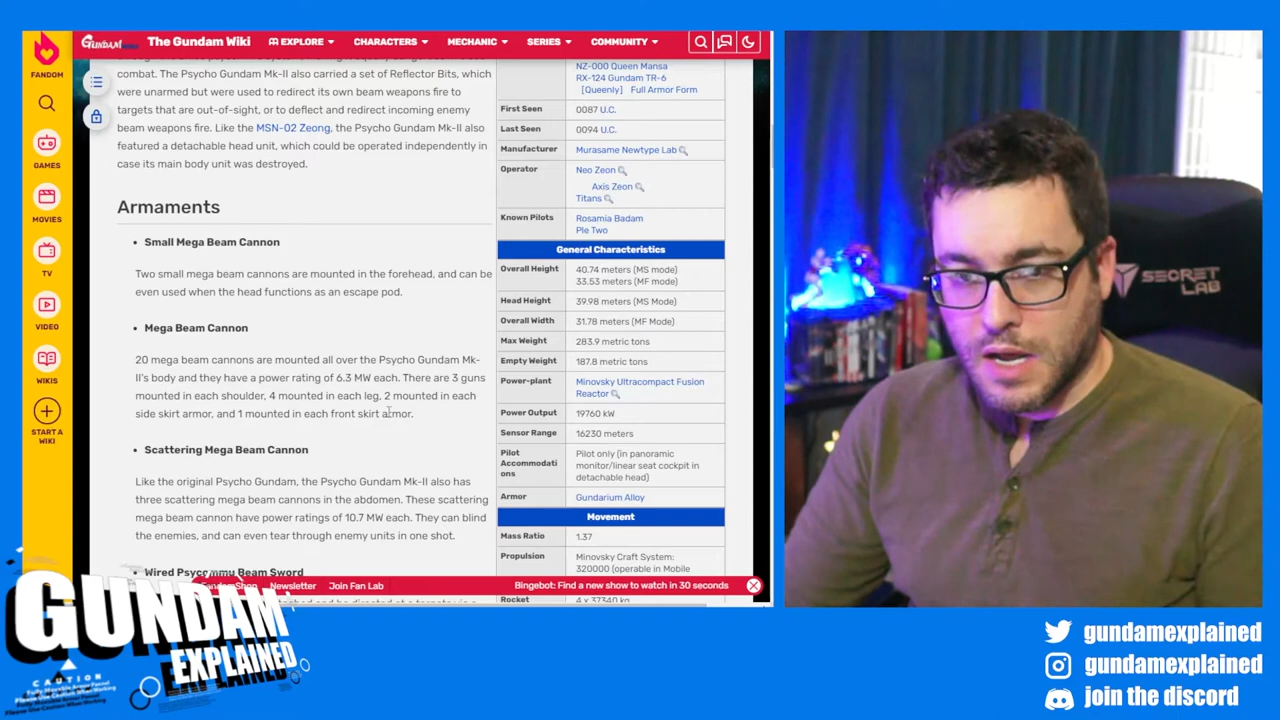 The Gundam Wiki
EXPLORE
CHARACTERS
MECHANIC
SERIES
COMMUNITY
FANDOM
GAMES
MOVIES
TV
VIDEO
WIKIS
START A
WIKI
combat. The Psycho Gundam Mk-II also carried a set of Reflector Bits, which
were unarmed but were used to redirect its own beam weapons fire to
targets that are out-of-sight, or to deflect and redirect incoming enemy
beam weapons fire. Like the MSN-02 Zeong, the Psycho Gundam Mk-II also
featured a detachable head unit, which could be operated independently in
case its main body unit was destroyed.
Armaments
• Small Mega Beam Cannon
Two small mega beam cannons are mounted in the forehead, and can be
even used when the head functions as an escape pod.
• Mega Beam Cannon
20 mega beam cannons are mounted all over the Psycho Gundam Mk-
II's body and they have a power rating of 6.3 MW each. There are 3 guns
mounted in each shoulder, 4 mounted in each leg, 2 mounted in each
side skirt armor, and 1 mounted in each front skirt armor.
• Scattering Mega Beam Cannon
Like the original Psycho Gundam, the Psycho Gundam Mk-II also has
three scattering mega beam cannons in the abdomen. These scattering
mega beam cannon have power ratings of 10.7 MW each. They can blind
the enemies, and can even tear through enemy units in one shot.
• Wired Psycommu Beam Sword
NZ-000 Queen Mansa
RX-124 Gundam TR-6
[Queenly] Full Armor Form
First Seen 0087 U.C.
Last Seen 0094 U.C.
Manufacturer Murasame Newtype Lab
Operator Neo Zeon
Axis Zeon
Titans
Known Pilots Rosamia Badam
Ple Two
General Characteristics
Overall Height 40.74 meters (MS mode)
33.53 meters (MF mode)
Head Height 39.98 meters (MS Mode)
Overall Width 31.78 meters (MF Mode)
Max Weight 283.9 metric tons
Empty Weight 187.8 metric tons
Power-plant Minovsky Ultracompact Fusion
Reactor
Power Output 19760 kW
Sensor Range 16230 meters
Pilot Accommodati ons Pilot only (in panoramic
monitor/linear seat cockpit in
detachable head)
Armor Gundarium Alloy
Movement
Mass Ratio 1.37
Propulsion Minovsky Craft System:
320000 (operable in Mobile
Rocket 4 x 37340 kg
Newsletter
Join Fan Lab
Bingebot: Find a new show to watch in 30 seconds
SECRET
LAB
GUNDAM
EXPLAINED
CAUTION
gundamexplained
gundamexplained
join the discord